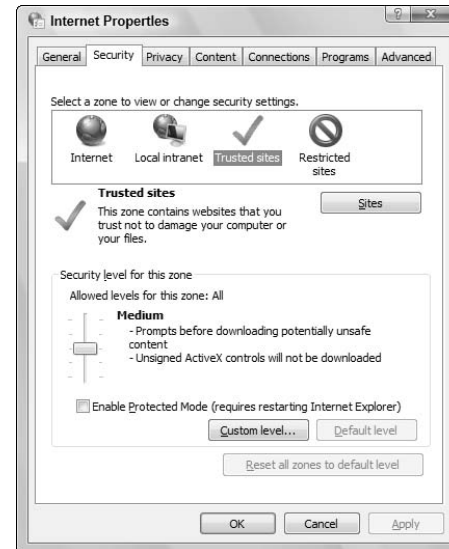 Internet Properties
General Security Privacy Content Connections Programs Advanced
Select a zone to view or change security settings.
Internet Local intranet Trusted sites Restricted
sites
Trusted sites
Sites
This zone contains websites that you
trust not to damage your computer or
your files.
Security level for this zone
Allowed levels for this zone: All
Medium
- Prompts before downloading potentially unsafe
content
- Unsigned ActiveX controls will not be downloaded
Enable Protected Mode (requires restarting Internet Explorer)
Custom level... Default level
Reset all zones to default level
OK Cancel Apply